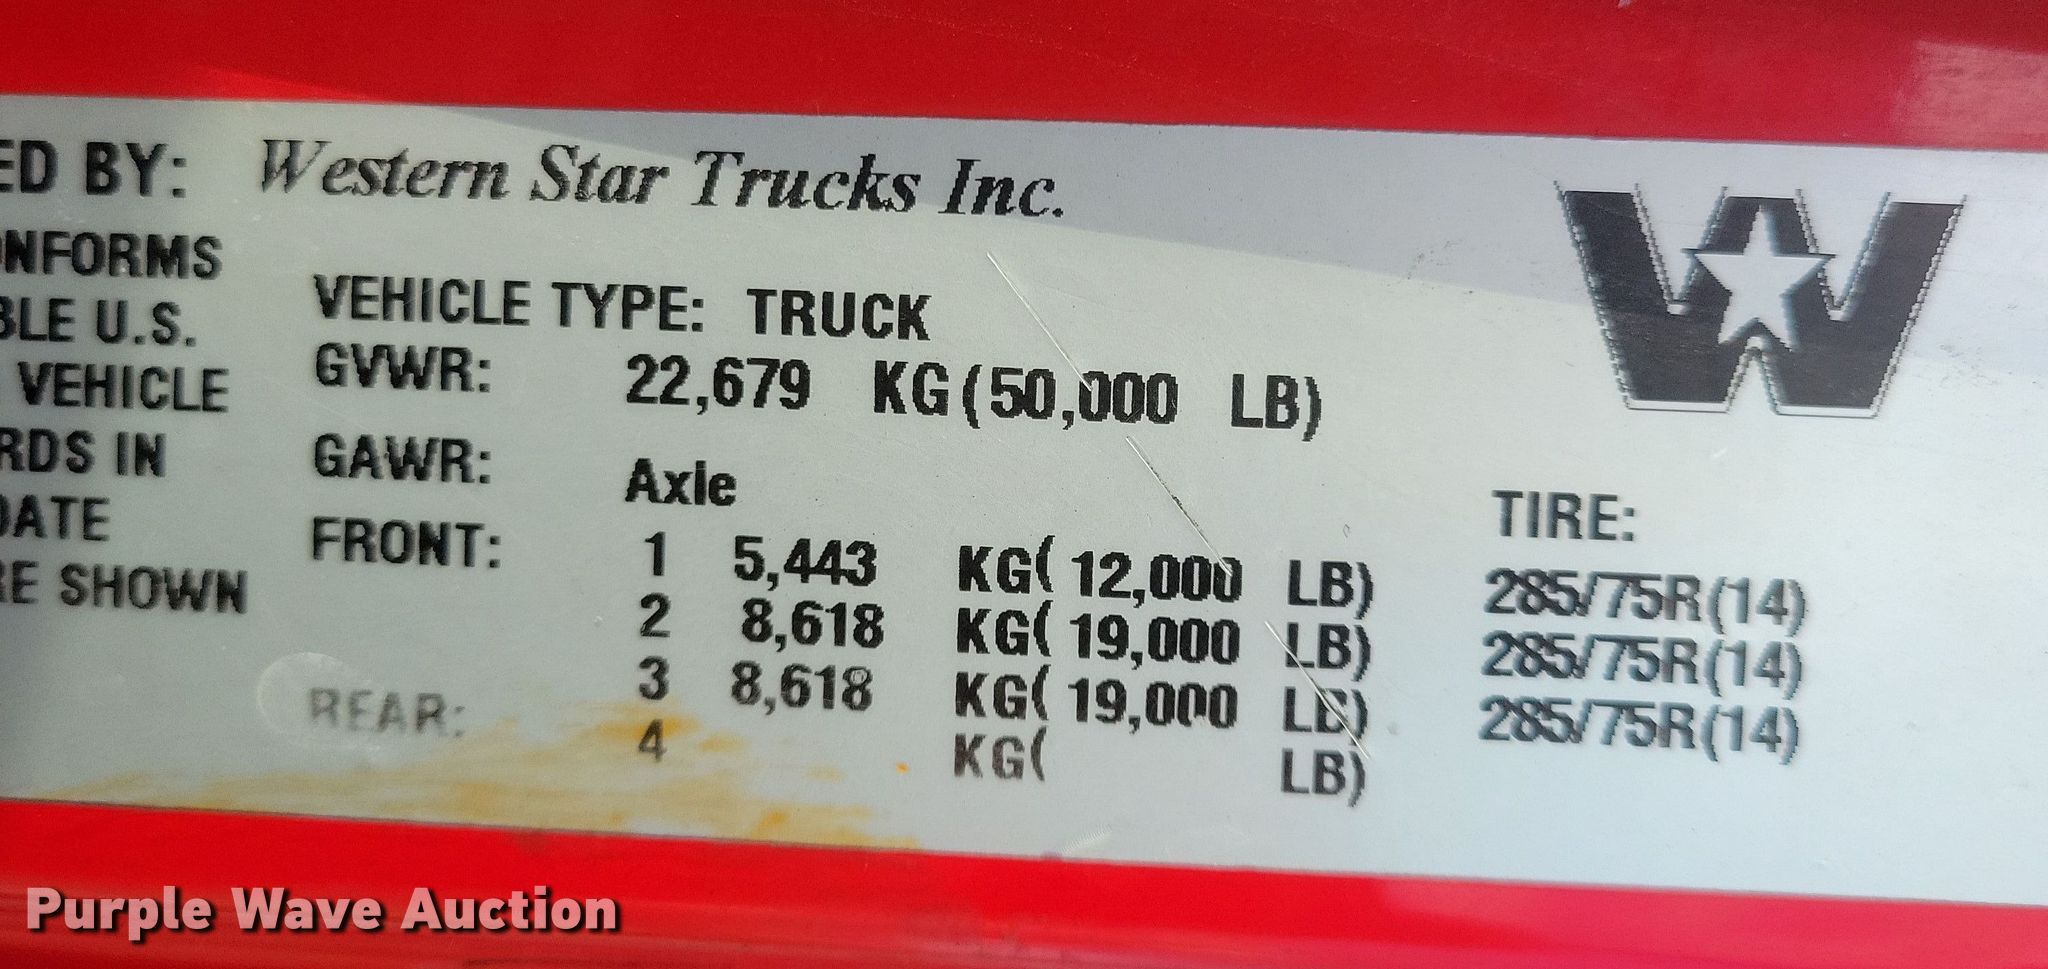 ED BY: Western Star Trucks Inc.
NFORMS
BLE U.S.
VEHICLE
RDS IN
DATE
RE SHOWN
VEHICLE TYPE: TRUCK
GVWR: 22,679 KG(50,000 LB)
GAWR: Axle TIRE:
FRONT: 1 5,443 KG( 12,000 LB) 285/75R(14)
2 8,618 KG( 19,000 LB) 285/75R(14)
REAR: 3 8,618 KG( 19,000 LB) 285/75R(14)
4 KG( LB)
W
Purple Wave Auction